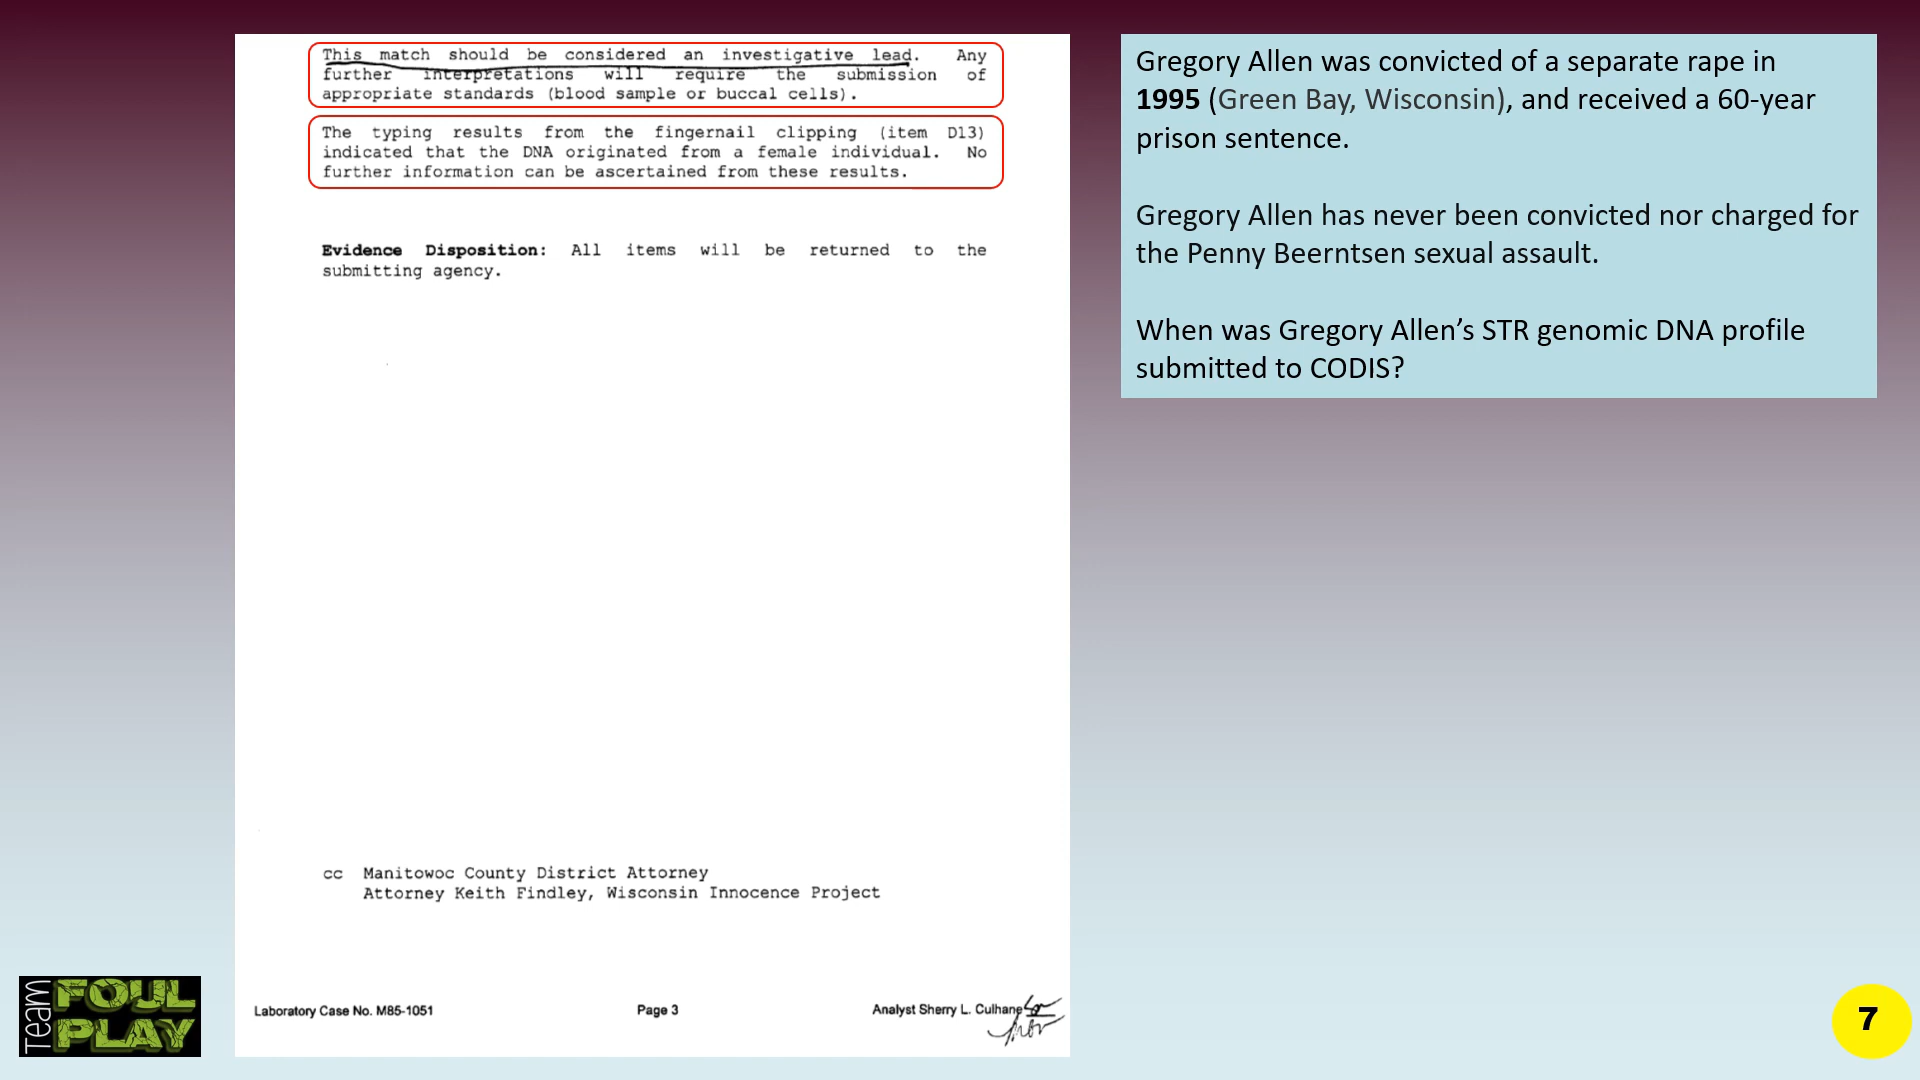 This match should be considered an investigative lead. Any
further interpretations will require the submission of
appropriate standards (blood sample or buccal cells).
The typing results from the fingernail clipping (item D13)
indicated that the DNA originated from a female individual. No
further information can be ascertained from these results.
Evidence Disposition: All items will be returned to the
submitting agency.
cc Manitowoc County District Attorney
Attorney Keith Findley, Wisconsin Innocence Project
Laboratory Case No. M85-1051
Page 3
Analyst Sherry L. Culhane
Gregory Allen was convicted of a separate rape in
1995 (Green Bay, Wisconsin), and received a 60-year
prison sentence.
Gregory Allen has never been convicted nor charged for
the Penny Beerntsen sexual assault.
When was Gregory Allen’s STR genomic DNA profile
submitted to CODIS?
Team
FOUL
PLAY
7